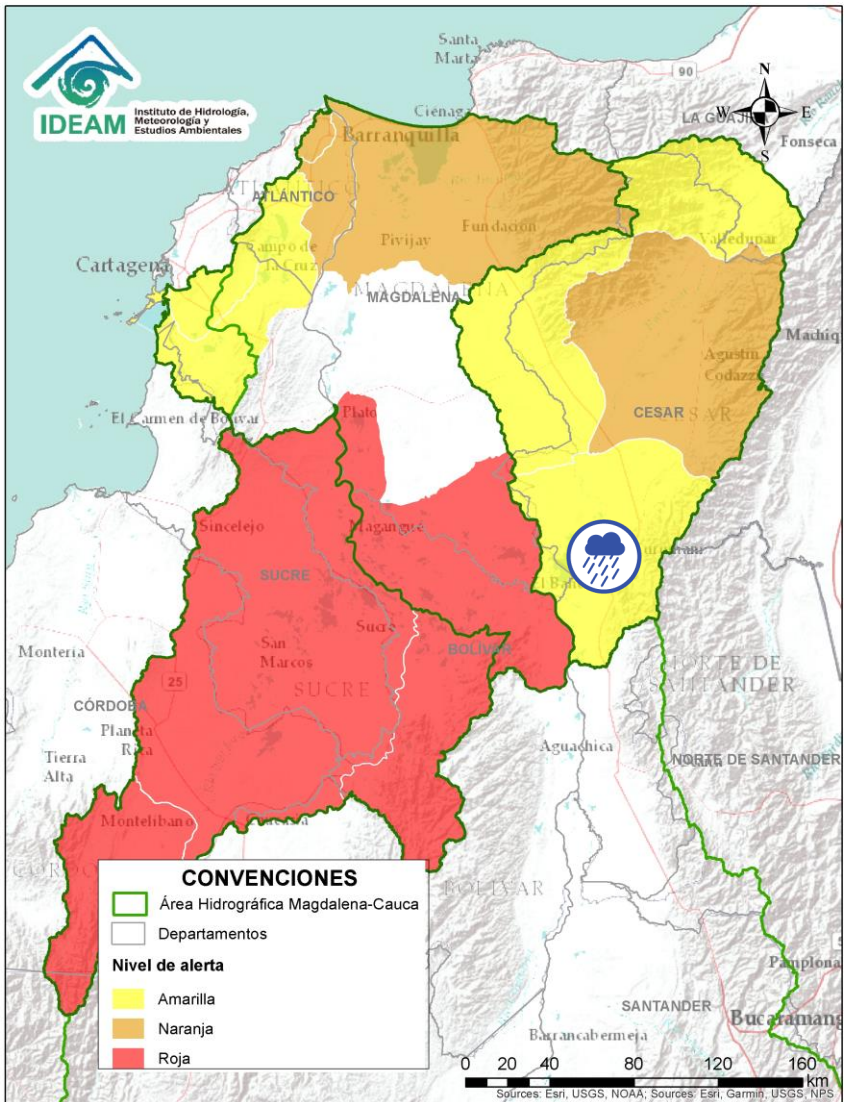 IDEAM
Instituto de Hidrología,
Meteorología y
Estudios Ambientales
Santa
Marta
90
N
W
E
S
LA GUAJIRA
Fonseca
Ciénaga
Barranquilla
ATLÁNTICO
Fundación
Pivijay
Campo de
la Cruz
Valledupar
Cartagena
MAGDALENA
MAGDALENA
Agustín
Codazzi
El Carmen de Bolívar
Plato
CESAR
Sincelejo
Magangué
SUCRE
Sucre
San
Marcos
BOLÍVAR
Montería
25
SUCRE
NORTE DE
SANTANDER
CÓRDOBA
Planeta
Rica
Tierra
Alta
Aguachica
NORTE DE SANTANDER
Montelíbano
BOLÍVAR
CONVENCIONES
Área Hidrográfica Magdalena-Cauca
Departamentos
Nivel de alerta
Amarilla
Naranja
Roja
Pamplona
SANTANDER
Barrancabermeja
0 20 40 80 120 160
km
Sources: Esri, USGS, NOAA; Sources: Esri, Garmin, USGS, NPS